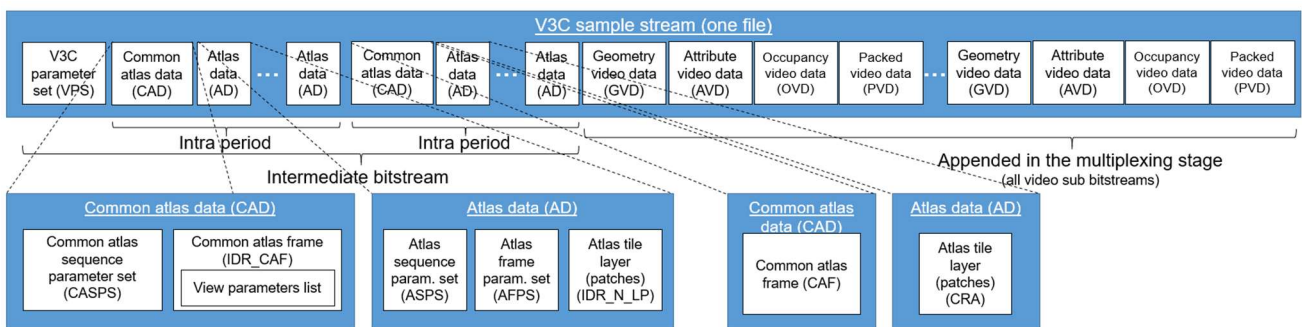 V3C sample stream (one file)
V3C
parameter
set (VPS)
Common
atlas data
(CAD)
Atlas
data
(AD)
...
Atlas
data
(AD)
Common
atlas data
(CAD)
Atlas
data
(AD)
...
Atlas
data
(AD)
Geometry
video data
(GVD)
Attribute
video data
(AVD)
Occupancy
video data
(OVD)
Packed
video data
(PVD)
...
Geometry
video data
(GVD)
Attribute
video data
(AVD)
Occupancy
video data
(OVD)
Packed
video data
(PVD)
Intra period
Intra period
Intermediate bitstream
Appended in the multiplexing stage
(all video sub bitstreams)
Common atlas data (CAD)
Common atlas
sequence
parameter set
(CASPS)
Common atlas frame
(IDR_CAF)
View parameters list
Atlas data (AD)
Atlas
sequence
param. set
(ASPS)
Atlas
frame
param. set
(AFPS)
Atlas tile
layer
(patches)
(IDR_N_LP)
Common atlas
data (CAD)
Common atlas
frame (CAF)
Atlas data (AD)
Atlas tile
layer
(patches)
(CRA)